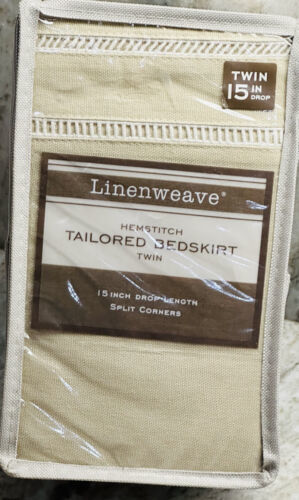 TWIN
15 IN
DROP
Linenweave®
HEMSTITCH
TAILORED BEDSKIRT
TWIN
15 INCH DROP LENGTH
SPLIT CORNERS